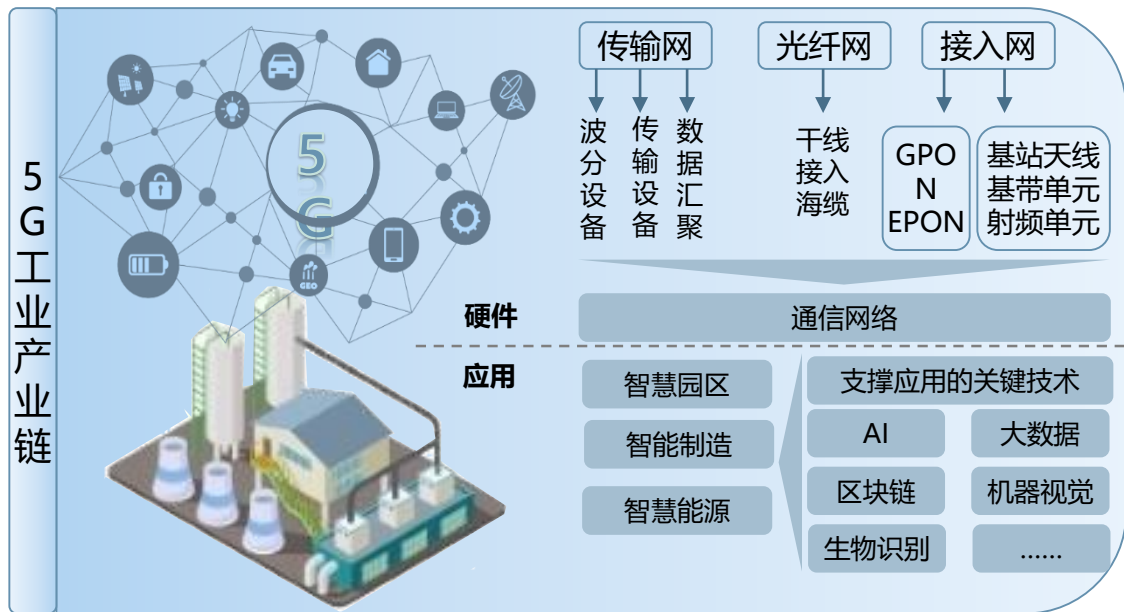 5G工业产业链
5
G
GEO
传输网
光纤网
接入网
波分设备
传输设备
数据汇聚
干线
接入
海缆
GPO
N
EPON
基站天线
基带单元
射频单元
硬件
通信网络
应用
智慧园区
智能制造
智慧能源
支撑应用的关键技术
AI
大数据
区块链
机器视觉
生物识别
......